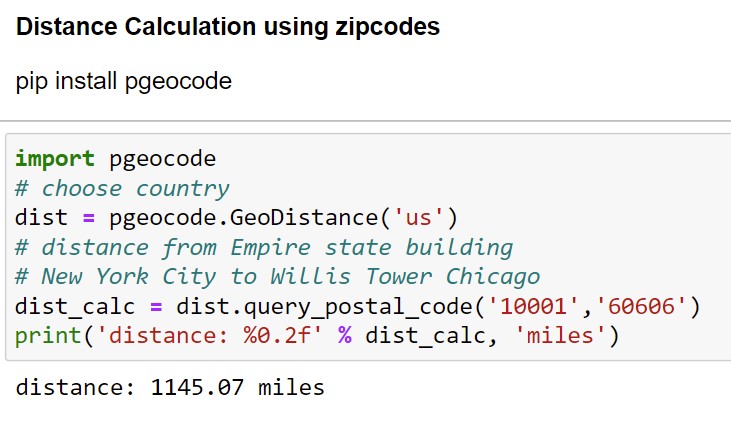 Distance Calculation using zipcodes
pip install pgeocode
import pgeocode
# choose country
dist = pgeocode.GeoDistance('us')
# distance from Empire state building
# New York City to Willis Tower Chicago
dist_calc = dist.query_postal_code('10001','60606')
print('distance: %0.2f' % dist_calc, 'miles')
distance: 1145.07 miles